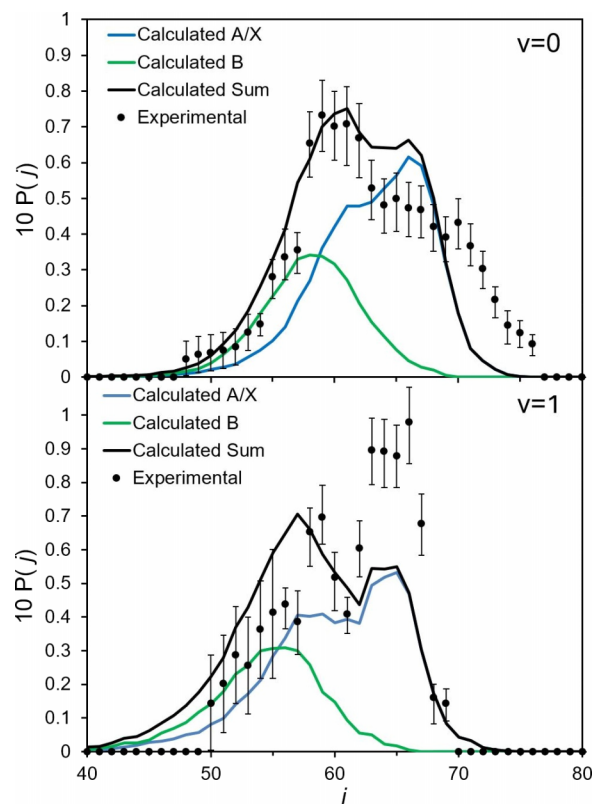 v=0
Calculated A/X
Calculated B
Calculated Sum
Experimental
10 P(j)
1
0.9
0.8
0.7
0.6
0.5
0.4
0.3
0.2
0.1
0
v=1
Calculated A/X
Calculated B
Calculated Sum
Experimental
10 P(j)
1
0.9
0.8
0.7
0.6
0.5
0.4
0.3
0.2
0.1
0
40 50 60 70 80
j